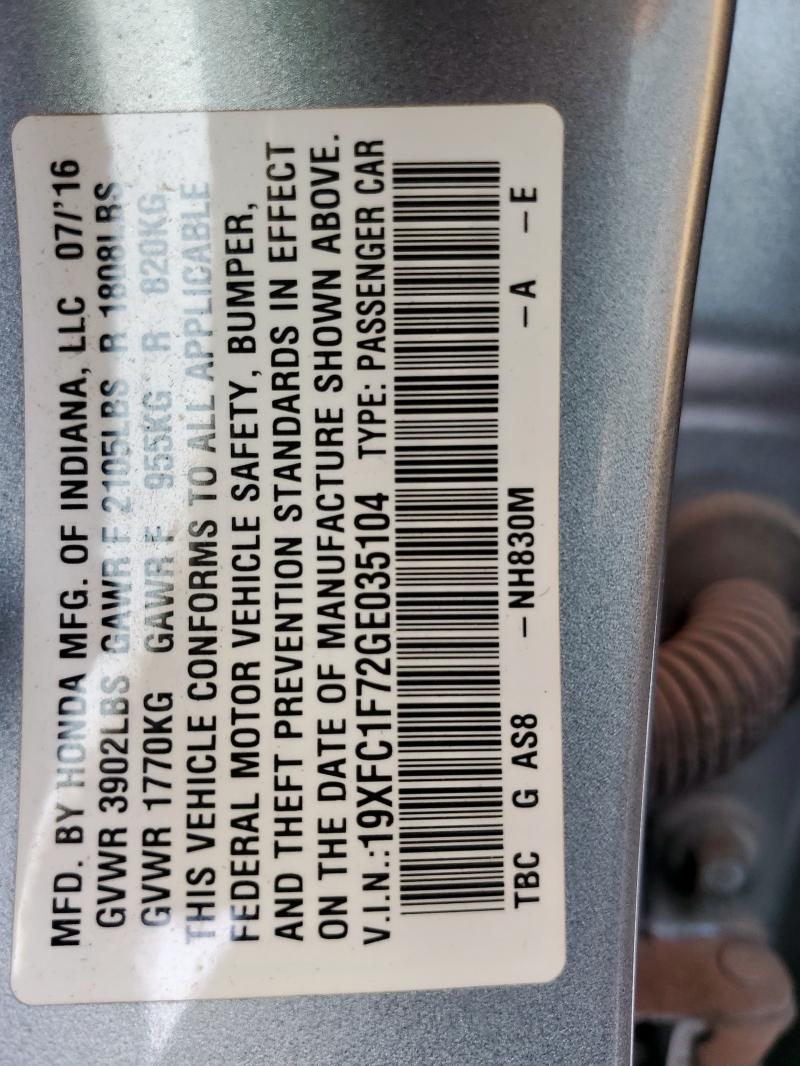 MFD. BY HONDA MFG. OF INDIANA, LLC 07/'16
GVWR 3902LBS GAWR F 2105LBS R 1808LBS
GVWR 1770KG GAWR F 955KG R 820KG
THIS VEHICLE CONFORMS TO ALL APPLICABLE
FEDERAL MOTOR VEHICLE SAFETY, BUMPER,
AND THEFT PREVENTION STANDARDS IN EFFECT
ON THE DATE OF MANUFACTURE SHOWN ABOVE.
V.I.N.:19XFC1F72GE035104 TYPE: PASSENGER CAR
TBC G AS8 -NH830M -A -E